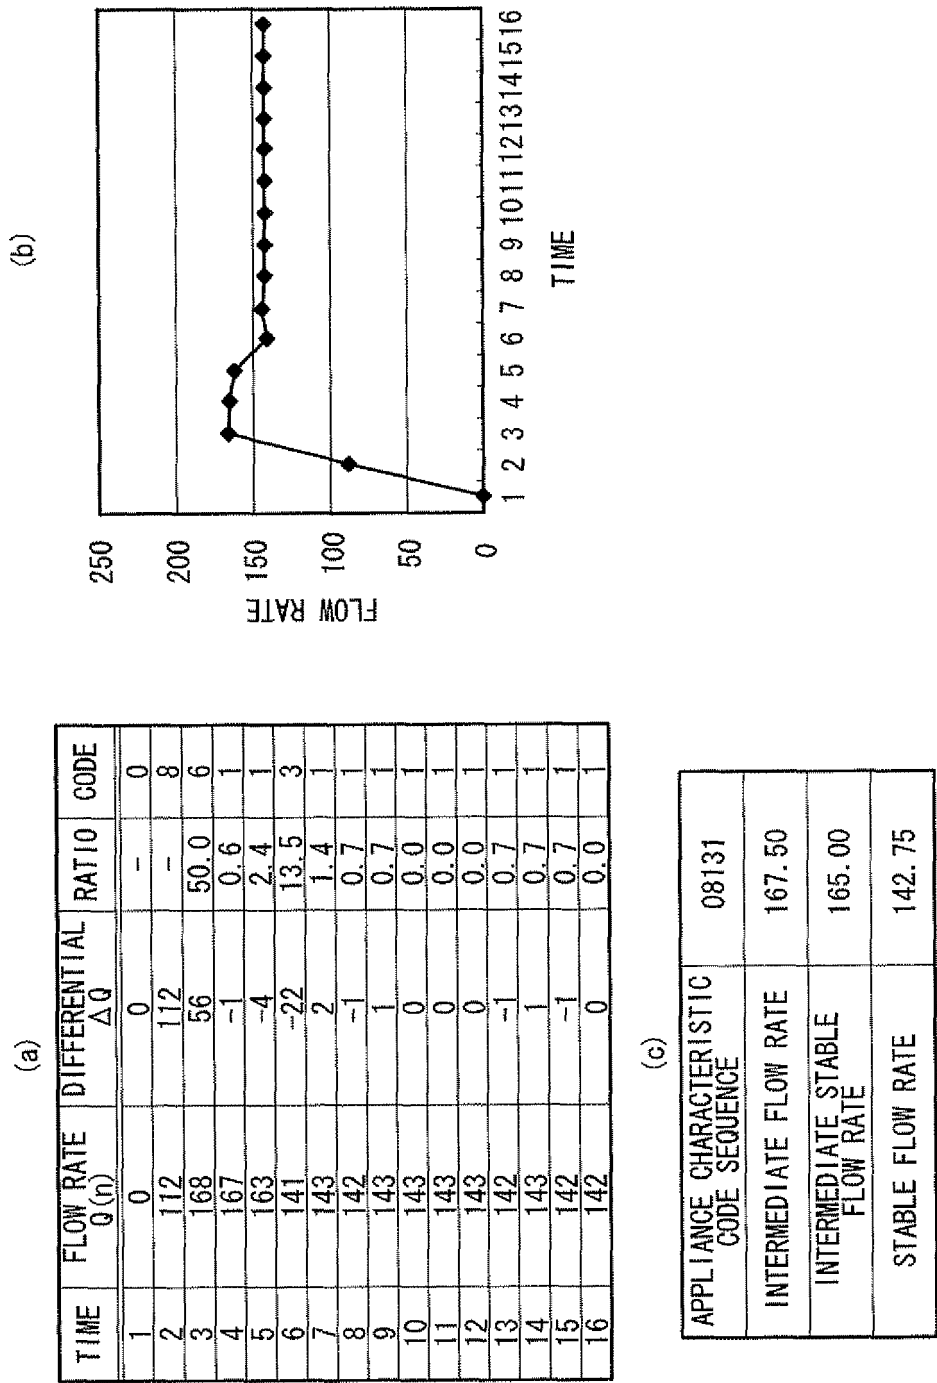 (a)
TIME FLOW RATE Q(n) DIFFERENTIAL ΔQ RATIO CODE
1 0 0 - 0
2 112 112 - 8
3 168 56 50.0 6
4 167 -1 0.6 1
5 163 -4 2.4 1
6 141 -22 13.5 3
7 143 2 1.4 1
8 142 -1 0.7 1
9 143 1 0.7 1
10 143 0 0.0 1
11 143 0 0.0 1
12 143 0 0.0 1
13 142 -1 0.7 1
14 143 1 0.7 1
15 142 -1 0.7 1
16 142 0 0.0 1
(b)
250
200
150
100
50
0
FLOW RATE
1 2 3 4 5 6 7 8 9 10 11 12 13 14 15 16
TIME
(c)
APPLIANCE CHARACTERISTIC
CODE SEQUENCE 08131
INTERMEDIATE FLOW RATE 167.50
INTERMEDIATE STABLE
FLOW RATE 165.00
STABLE FLOW RATE 142.75